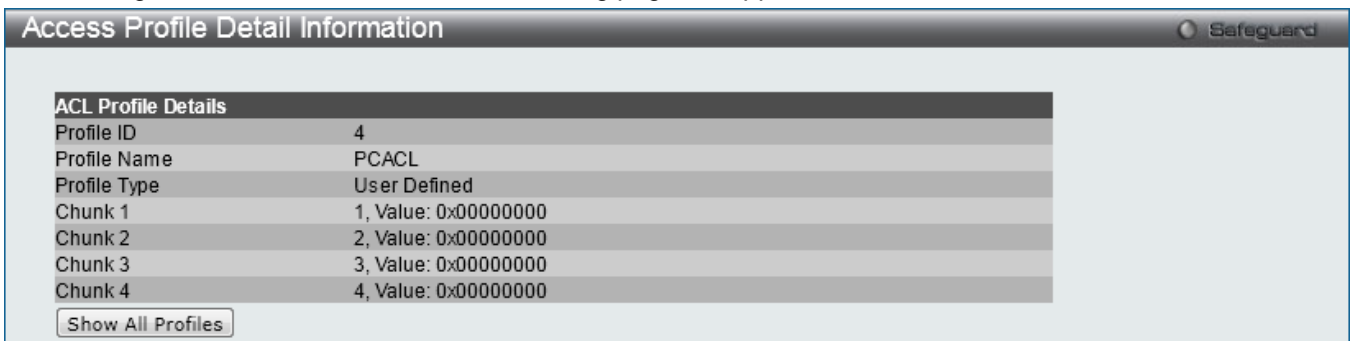 Access Profile Detail Information
Safeguard
ACL Profile Details
Profile ID 4
Profile Name PCACL
Profile Type User Defined
Chunk 1 1, Value: 0x00000000
Chunk 2 2, Value: 0x00000000
Chunk 3 3, Value: 0x00000000
Chunk 4 4, Value: 0x00000000
Show All Profiles